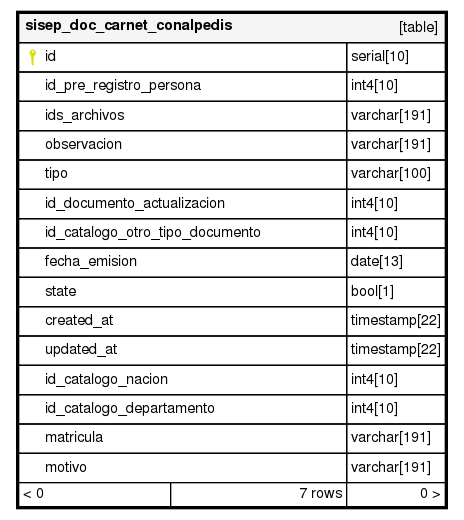 sisep_doc_carnet_conalpedis [table]
id serial[10]
id_pre_registro_persona int4[10]
ids_archivos varchar[191]
observacion varchar[191]
tipo varchar[100]
id_documento_actualizacion int4[10]
id_catalogo_otro_tipo_documento int4[10]
fecha_emision date[13]
state bool[1]
created_at timestamp[22]
updated_at timestamp[22]
id_catalogo_nacion int4[10]
id_catalogo_departamento int4[10]
matricula varchar[191]
motivo varchar[191]
< 0 7 rows 0 >